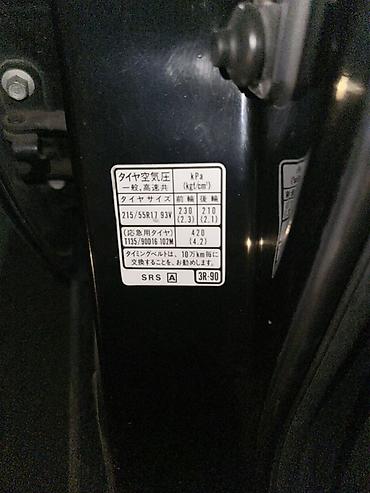 タイヤ空気圧 kPa
一般,高速共 (kgf/cm²)
タイヤサイズ 前輪 後輪
215/55R17 93V 230 210
(2.3) (2.1)
(応急用タイヤ) 420
T135/90D16 102M (4.2)
タイミングベルトは、10万km毎に
交換することを、お勧めします。
SRS A 3R-90